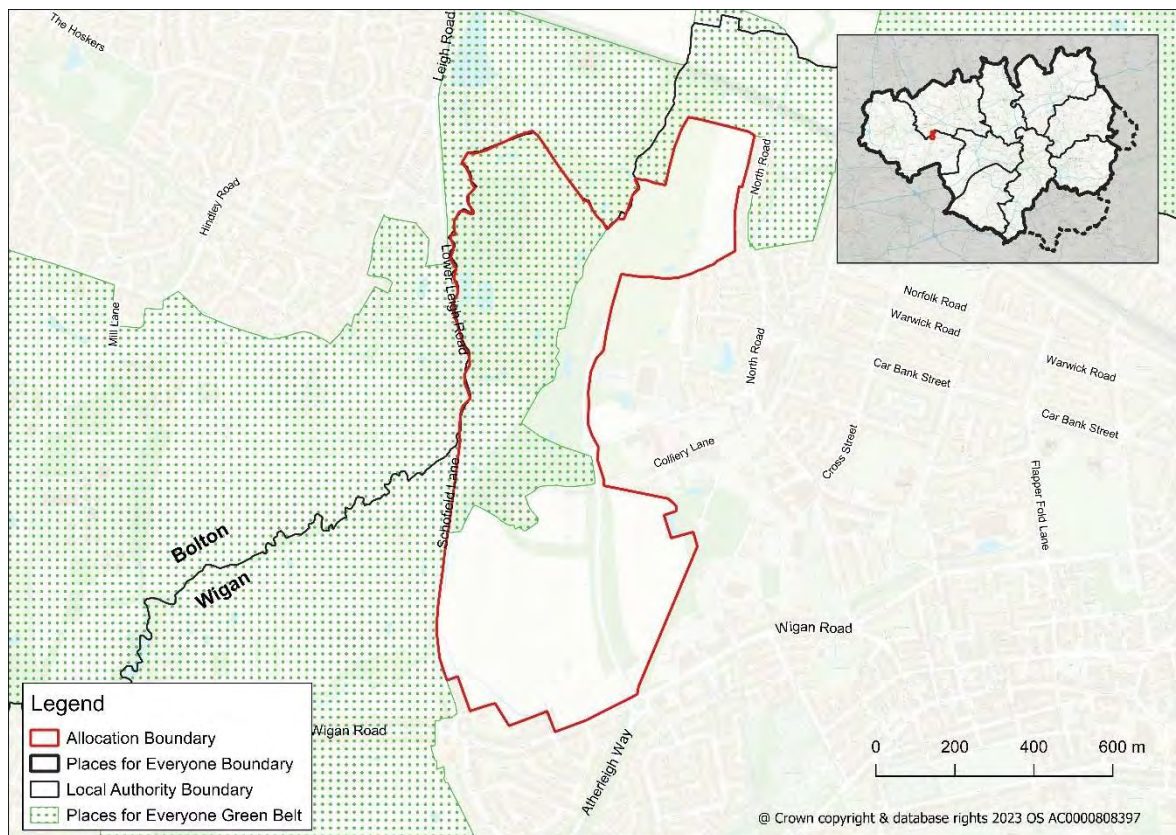 The Hoskers
Leigh Road
Hindley Road
North Road
Mill Lane
Lower Leigh Road
Norfolk Road
Warwick Road
Warwick Road
North Road
Car Bank Street
Car Bank Street
Colliery Lane
Cross Street
Flapper Fold Lane
Schofield Lane
Bolton
Wigan
Wigan Road
Wigan Road
Atherleigh Way
Legend
Allocation Boundary
Places for Everyone Boundary
Local Authority Boundary
Places for Everyone Green Belt
0 200 400 600 m
@ Crown copyright & database rights 2023 OS AC0000808397